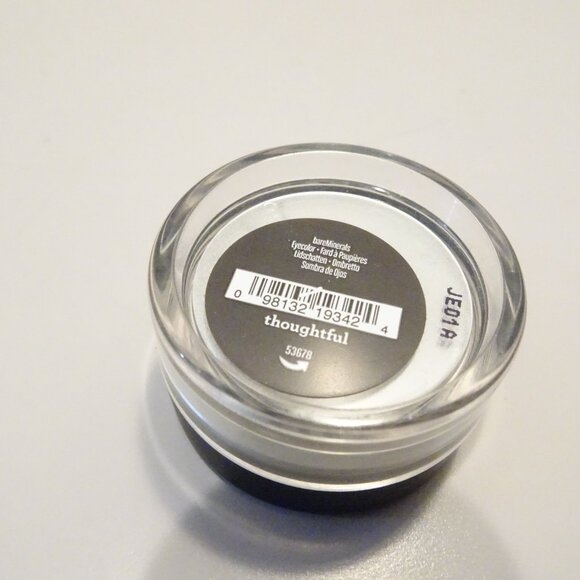 bareMinerals
Eyecolor • Fard à Paupières
Lidschatten • Ombretto
Sombra de Ojos
0 98132 19342 4
thoughtful
53678
JE01A